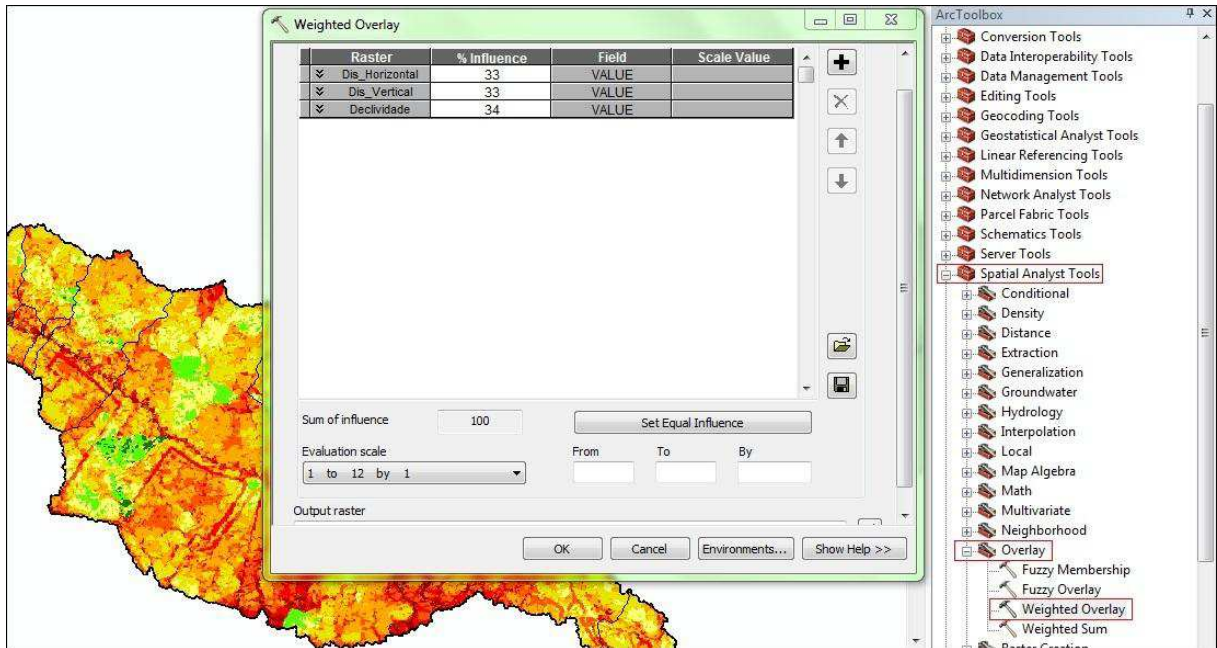 Weighted Overlay
Raster % Influence Field Scale Value
Dis_Horizontal 33 VALUE
Dis_Vertical 33 VALUE
Declividade 34 VALUE
Sum of influence 100 Set Equal Influence
Evaluation scale From To By
1 to 12 by 1
Output raster
OK Cancel Environments... Show Help >>
ArcToolbox
Conversion Tools
Data Interoperability Tools
Data Management Tools
Editing Tools
Geocoding Tools
Geostatistical Analyst Tools
Linear Referencing Tools
Multidimension Tools
Network Analyst Tools
Parcel Fabric Tools
Schematics Tools
Server Tools
Spatial Analyst Tools
Conditional
Density
Distance
Extraction
Generalization
Groundwater
Hydrology
Interpolation
Local
Map Algebra
Math
Multivariate
Neighborhood
Overlay
Fuzzy Membership
Fuzzy Overlay
Weighted Overlay
Weighted Sum
Raster Creation